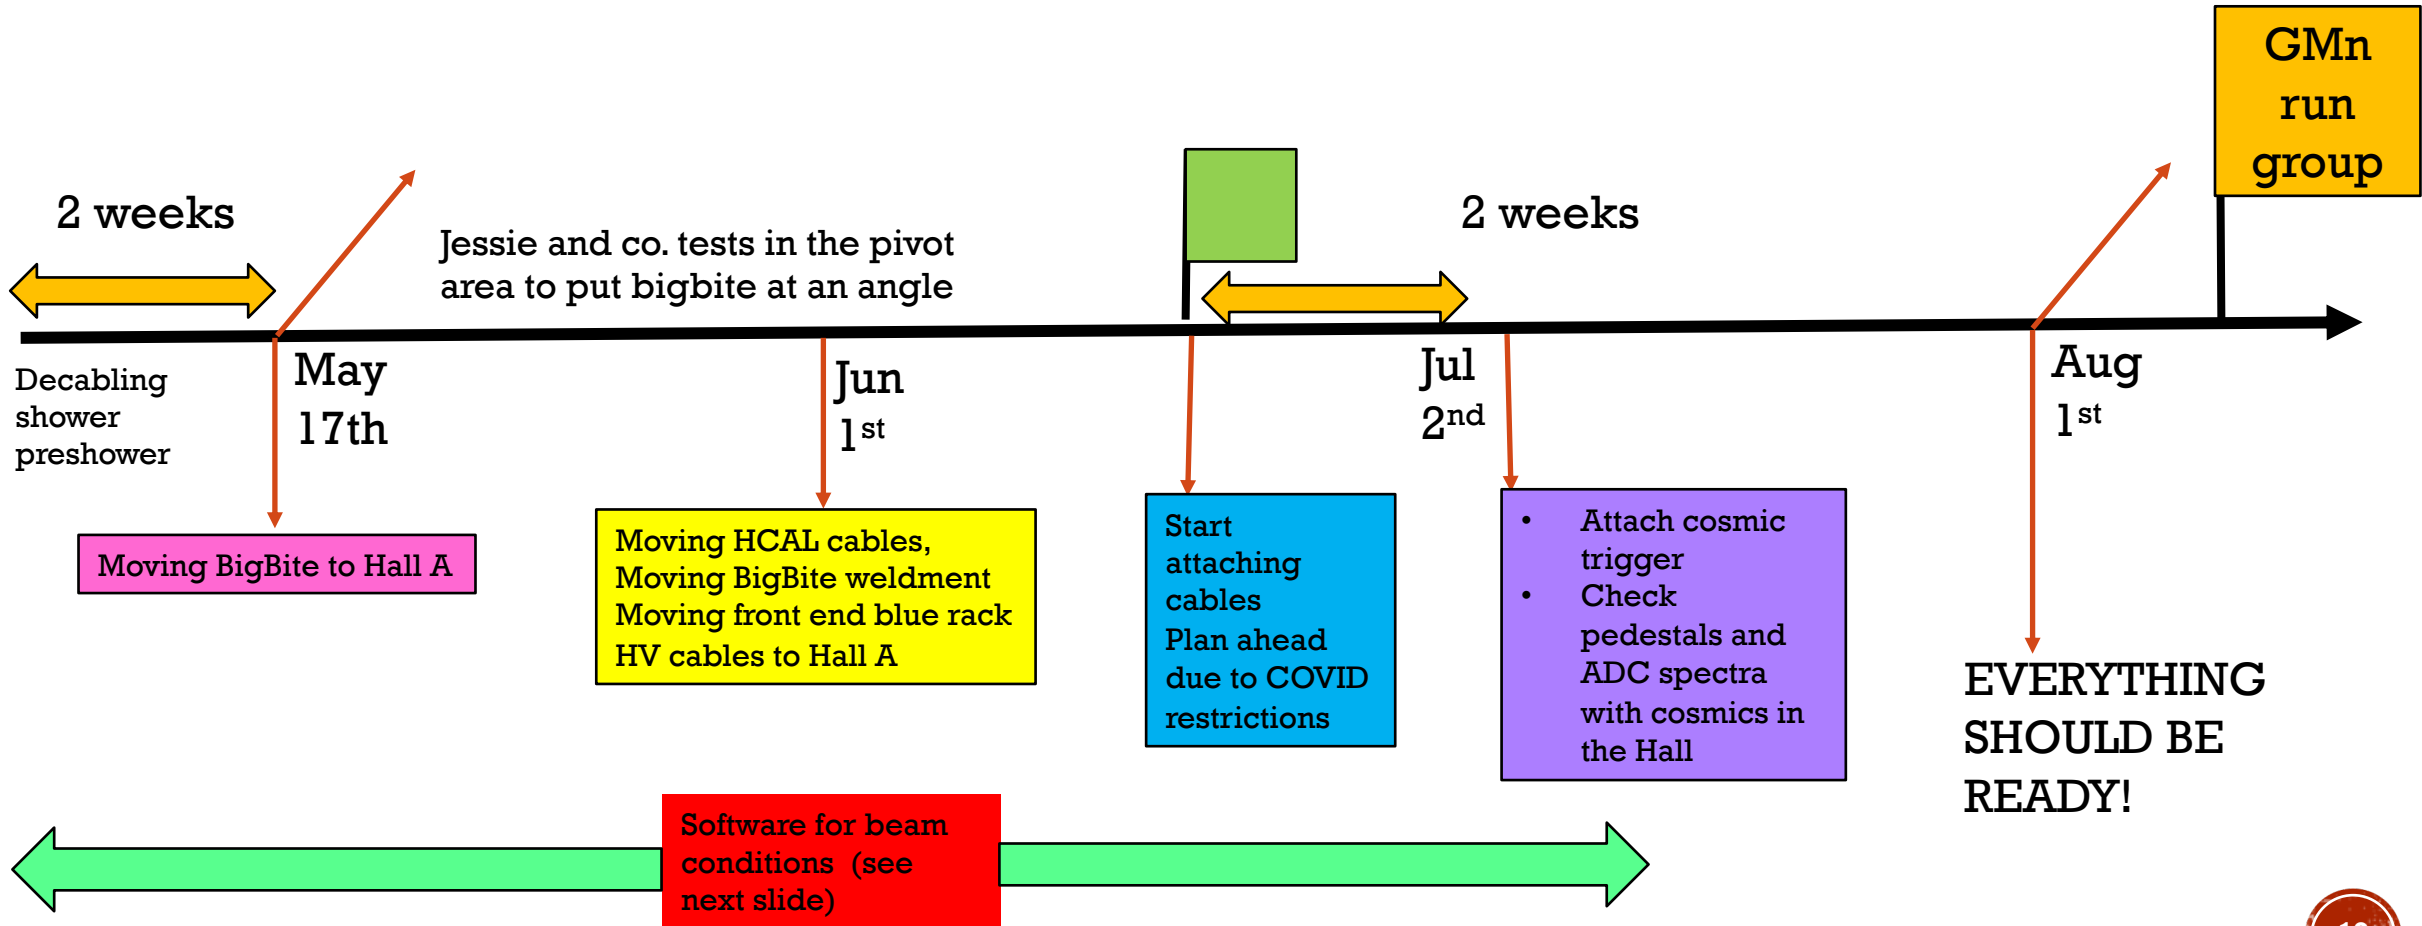 GMn
run
group
2 weeks
Jessie and co. tests in the pivot
area to put bigbite at an angle
2 weeks
Decabling
shower
preshower
May
17th
Jun
1st
Jul
2nd
Aug
1st
Moving BigBite to Hall A
Moving HCAL cables,
Moving BigBite weldment
Moving front end blue rack
HV cables to Hall A
Start
attaching
cables
Plan ahead
due to COVID
restrictions
• Attach cosmic
trigger
• Check
pedestals and
ADC spectra
with cosmics in
the Hall
EVERYTHING
SHOULD BE
READY!
Software for beam
conditions (see
next slide)